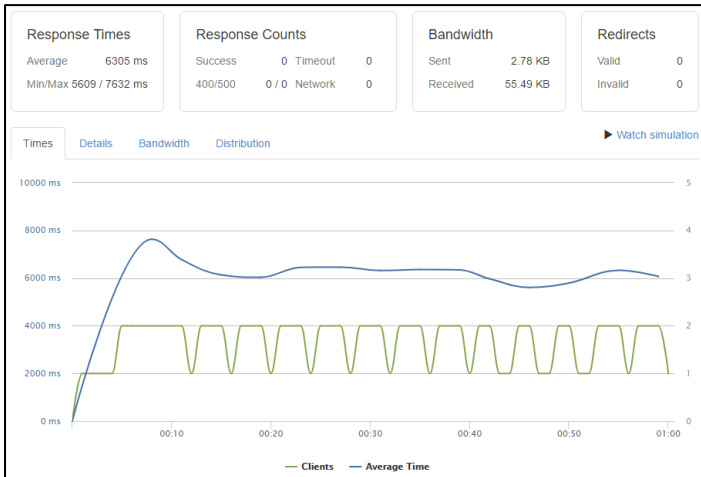 Response Times
Average 6305 ms
Min/Max 5609 / 7632 ms
Response Counts
Success 0 Timeout 0
400/500 0 / 0 Network 0
Bandwidth
Sent 2.78 KB
Received 55.49 KB
Redirects
Valid 0
Invalid 0
Times Details Bandwidth Distribution
Watch simulation
10000 ms 5
8000 ms 4
6000 ms 3
4000 ms 2
2000 ms 1
0 ms 0
00:10 00:20 00:30 00:40 00:50 01:00
Clients Average Time